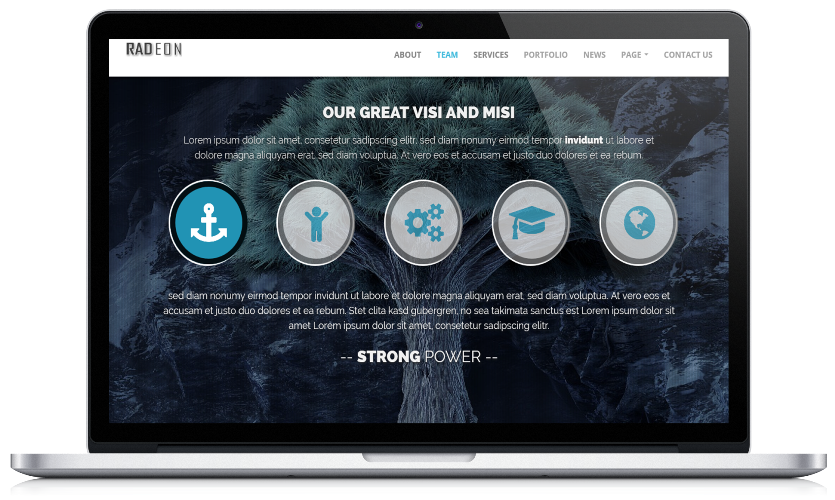 RADEON
ABOUT TEAM SERVICES PORTFOLIO NEWS PAGE CONTACT US
OUR GREAT VISI AND MISI
Lorem ipsum dolor sit amet, consetetur sadipscing elitr, sed diam nonumy eirmod tempor invidunt ut labore et
dolore magna aliquyam erat, sed diam voluptua. At vero eos et accusam et justo duo dolores et ea rebum.
sed diam nonumy eirmod tempor invidunt ut labore et dolore magna aliquyam erat, sed diam voluptua. At vero eos et
accusam et justo duo dolores et ea rebum. Stet clita kasd gubergren, no sea takimata sanctus est Lorem ipsum dolor sit
amet Lorem ipsum dolor sit amet, consetetur sadipscing elitr.
-- STRONG POWER --